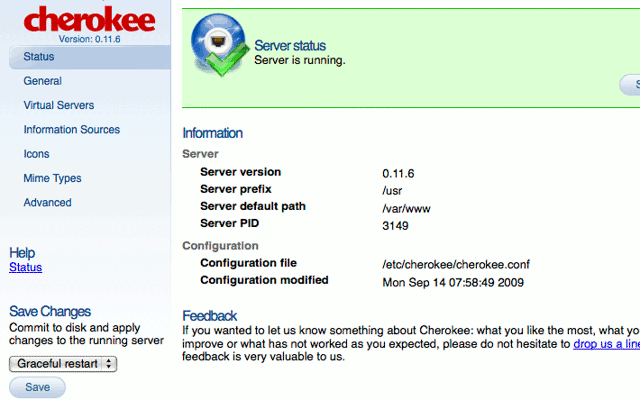 cherokee
Version: 0.11.6
Status
General
Virtual Servers
Information Sources
Icons
Mime Types
Advanced
Help
Status
Save Changes
Commit to disk and apply
changes to the running server
Graceful restart
Save
Server status
Server is running.
S
Information
Server
Server version 0.11.6
Server prefix /usr
Server default path /var/www
Server PID 3149
Configuration
Configuration file /etc/cherokee/cherokee.conf
Configuration modified Mon Sep 14 07:58:49 2009
Feedback
If you wanted to let us know something about Cherokee: what you like the most, what yo
improve or what has not worked as you expected, please do not hesitate to drop us a line
feedback is very valuable to us.